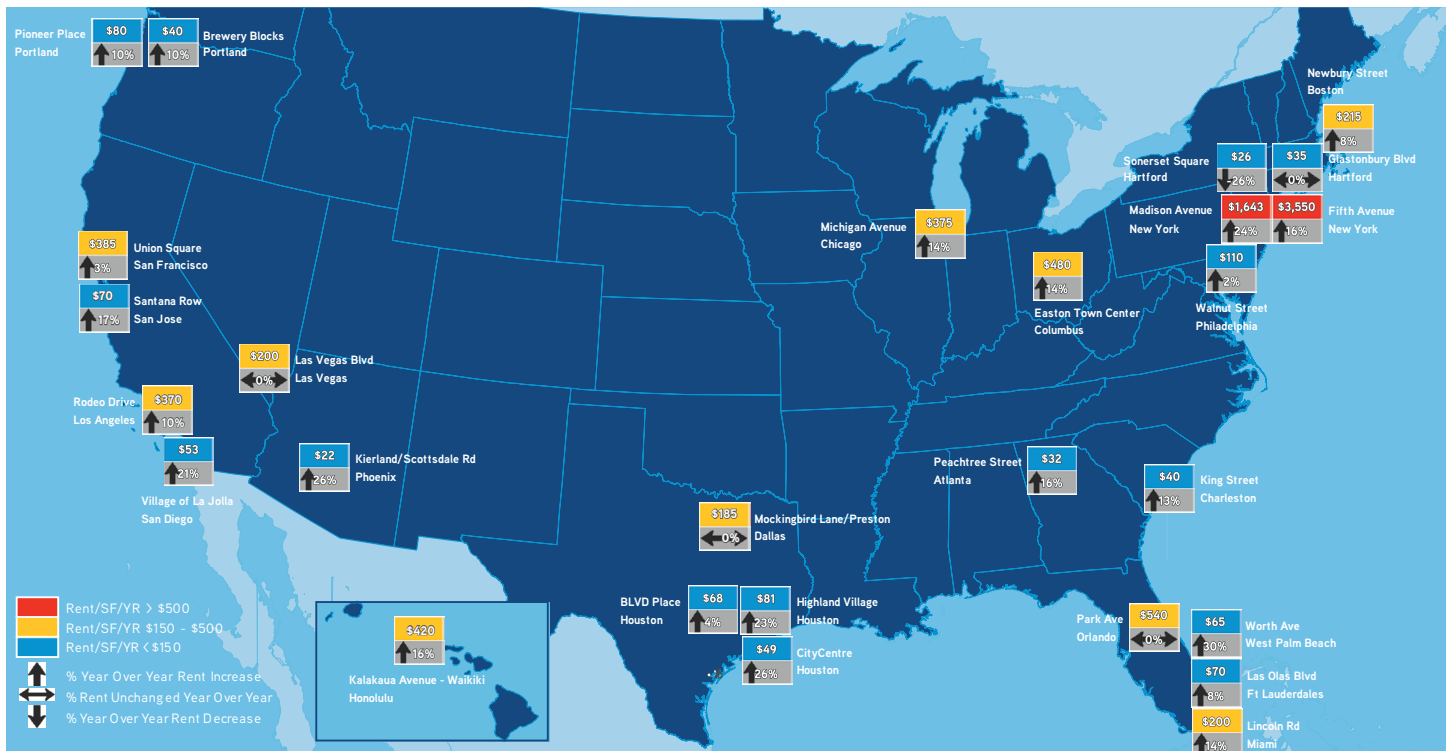 Pioneer Place
Portland
$80
10%
$40
10%
Brewery Blocks
Portland
Newbury Street
Boston
$215
8%
Somerset Square
Hartford
$26
-26%
$35
0%
Glastonbury Blvd
Hartford
Madison Avenue
New York
$1,643
24%
$3,550
16%
Fifth Avenue
New York
$110
2%
Walnut Street
Philadelphia
Michigan Avenue
Chicago
$375
14%
$480
14%
Easton Town Center
Columbus
$385
3%
Union Square
San Francisco
$70
17%
Santana Row
San Jose
$200
0%
Las Vegas Blvd
Las Vegas
Rodeo Drive
Los Angeles
$370
10%
$53
21%
Village of La Jolla
San Diego
$22
26%
Kierland/Scottsdale Rd
Phoenix
Peachtree Street
Atlanta
$32
16%
$40
13%
King Street
Charleston
$185
0%
Mockingbird Lane/Preston
Dallas
BLVD Place
Houston
$68
4%
$81
23%
Highland Village
Houston
$49
26%
CityCentre
Houston
Park Ave
Orlando
$540
0%
$65
30%
Worth Ave
West Palm Beach
$70
8%
Las Olas Blvd
Ft Lauderdales
$200
14%
Lincoln Rd
Miami
$420
16%
Kalakaua Avenue - Waikiki
Honolulu
Rent/SF/YR > $500
Rent/SF/YR $150 - $500
Rent/SF/YR < $150
% Year Over Year Rent Increase
% Rent Unchanged Year Over Year
% Year Over Year Rent Decrease